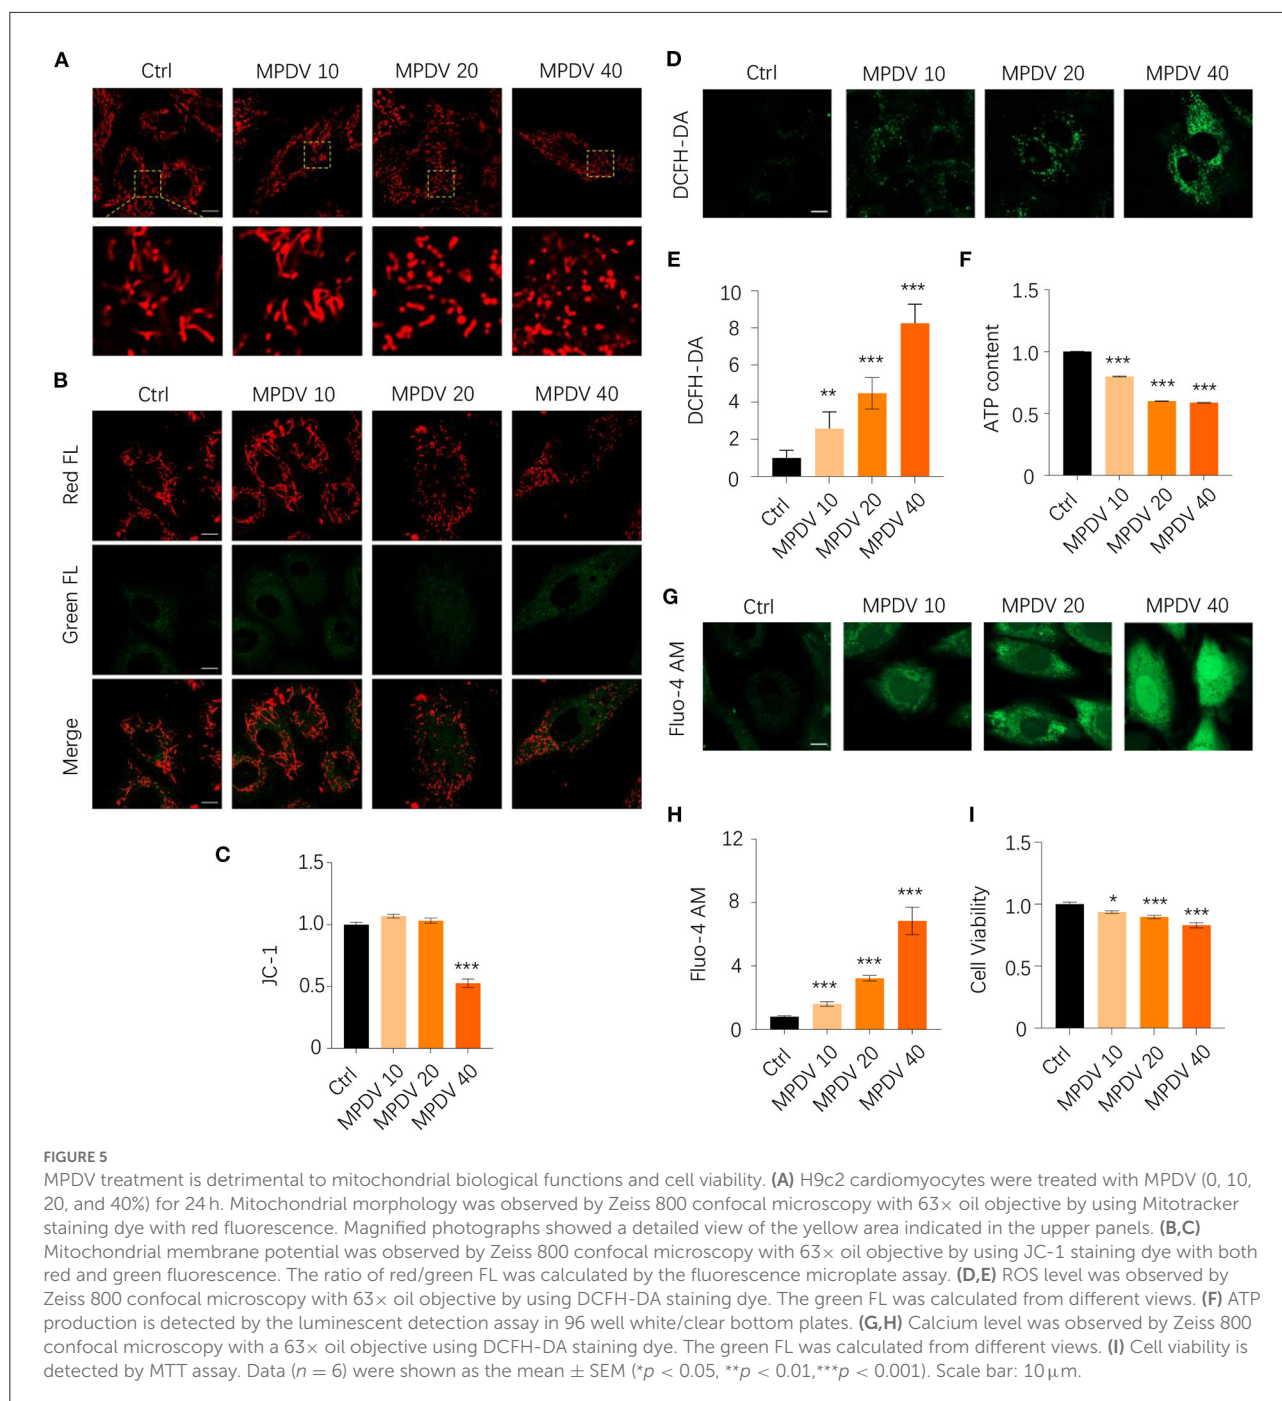 A
Ctrl
MPDV 10
MPDV 20
MPDV 40
B
Ctrl
MPDV 10
MPDV 20
MPDV 40
Red FL
Green FL
Merge
C
JC-1
1.5
1.0
0.5
0
***
Ctrl
MPDV 10
MPDV 20
MPDV 40
D
Ctrl
MPDV 10
MPDV 20
MPDV 40
DCFH-DA
E
DCFH-DA
10
8
6
4
2
0
**
***
***
Ctrl
MPDV 10
MPDV 20
MPDV 40
F
ATP content
1.5
1.0
0.5
0
***
***
***
Ctrl
MPDV 10
MPDV 20
MPDV 40
G
Ctrl
MPDV 10
MPDV 20
MPDV 40
Fluo-4 AM
H
Fluo-4 AM
12
8
4
0
***
***
***
Ctrl
MPDV 10
MPDV 20
MPDV 40
I
Cell Viability
1.5
1.0
0.5
0
*
***
***
Ctrl
MPDV 10
MPDV 20
MPDV 40
FIGURE 5
MPDV treatment is detrimental to mitochondrial biological functions and cell viability. (A) H9c2 cardiomyocytes were treated with MPDV (0, 10,
20, and 40%) for 24 h. Mitochondrial morphology was observed by Zeiss 800 confocal microscopy with 63× oil objective by using Mitotracker
staining dye with red fluorescence. Magnified photographs showed a detailed view of the yellow area indicated in the upper panels. (B,C)
Mitochondrial membrane potential was observed by Zeiss 800 confocal microscopy with 63× oil objective by using JC-1 staining dye with both
red and green fluorescence. The ratio of red/green FL was calculated by the fluorescence microplate assay. (D,E) ROS level was observed by
Zeiss 800 confocal microscopy with 63× oil objective by using DCFH-DA staining dye. The green FL was calculated from different views. (F) ATP
production is detected by the luminescent detection assay in 96 well white/clear bottom plates. (G,H) Calcium level was observed by Zeiss 800
confocal microscopy with a 63× oil objective using DCFH-DA staining dye. The green FL was calculated from different views. (I) Cell viability is
detected by MTT assay. Data (n = 6) were shown as the mean ± SEM (*p < 0.05, **p < 0.01,***p < 0.001). Scale bar: 10 μm.